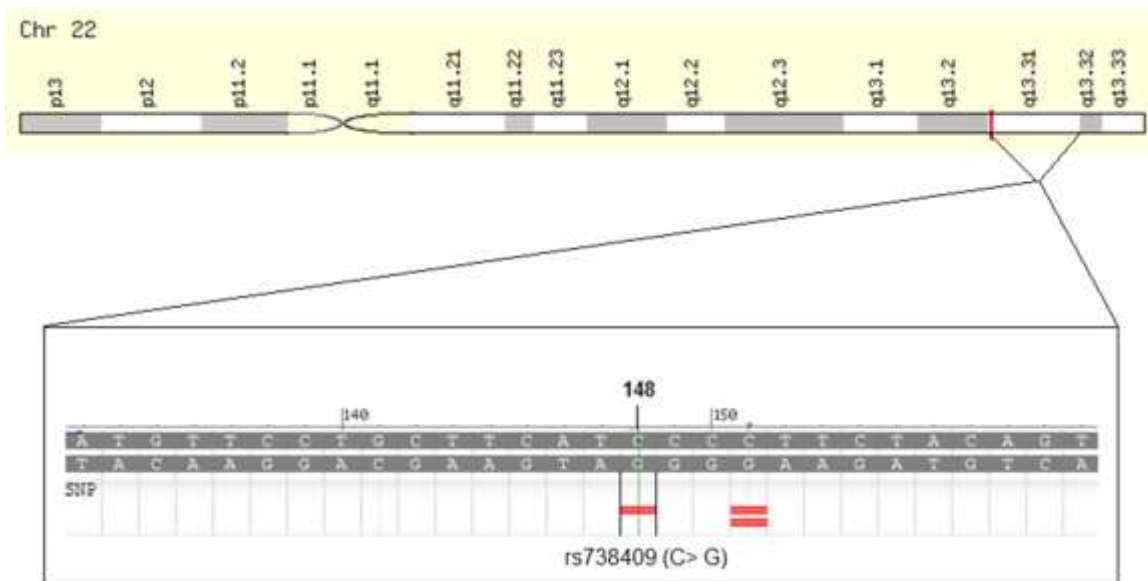 Chr 22
p13 p12 p11.2 p11.1 q11.1 q11.21 q11.22 q11.23 q12.1 q12.2 q12.3 q13.1 q13.2 q13.31 q13.32 q13.33
148
140 150
A T G T T C C T G C T T C A T C C C C T T C T A C A G T
T A C A A G G A C G A A G T A G G G G A A G A T G T C A
SNP
rs738409 (C> G)